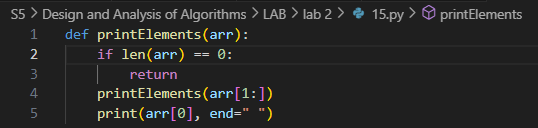 S5 > Design and Analysis of Algorithms > LAB > lab 2 > 15.py > printElements
1 def printElements(arr):
2     if len(arr) == 0:
3         return
4     printElements(arr[1:])
5     print(arr[0], end=" ")